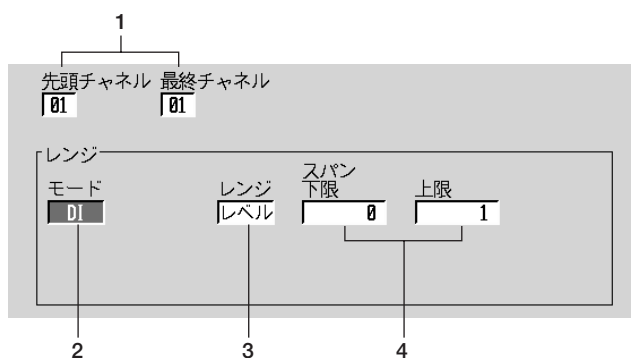 1
先頭チャネル 最終チャネル
01 01
レンジ
スパン
モード レンジ 下限 上限
DI レベル 0 1
2 3 4